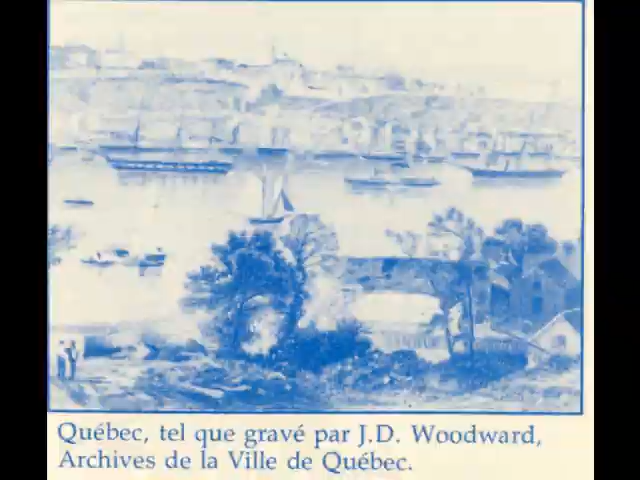 Québec, tel que gravé par J.D. Woodward,
Archives de la Ville de Québec.